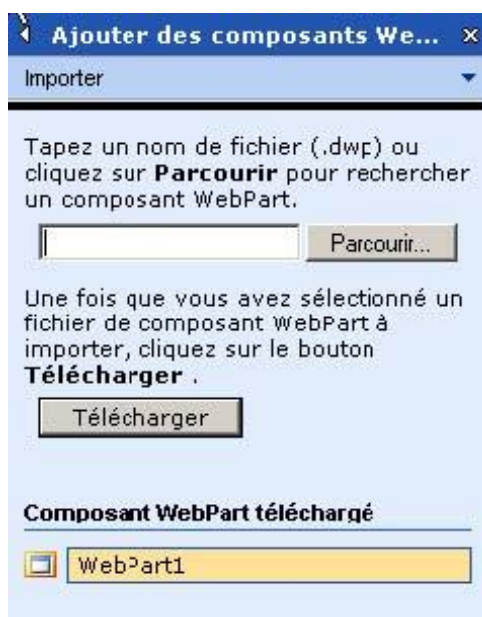 Ajouter des composants We...
Importer
Tapez un nom de fichier (.dwp) ou
cliquez sur Parcourir pour rechercher
un composant WebPart.
Parcourir...
Une fois que vous avez sélectionné un
fichier de composant WebPart à
importer, cliquez sur le bouton
Télécharger .
Télécharger
Composant WebPart téléchargé
WebPart1